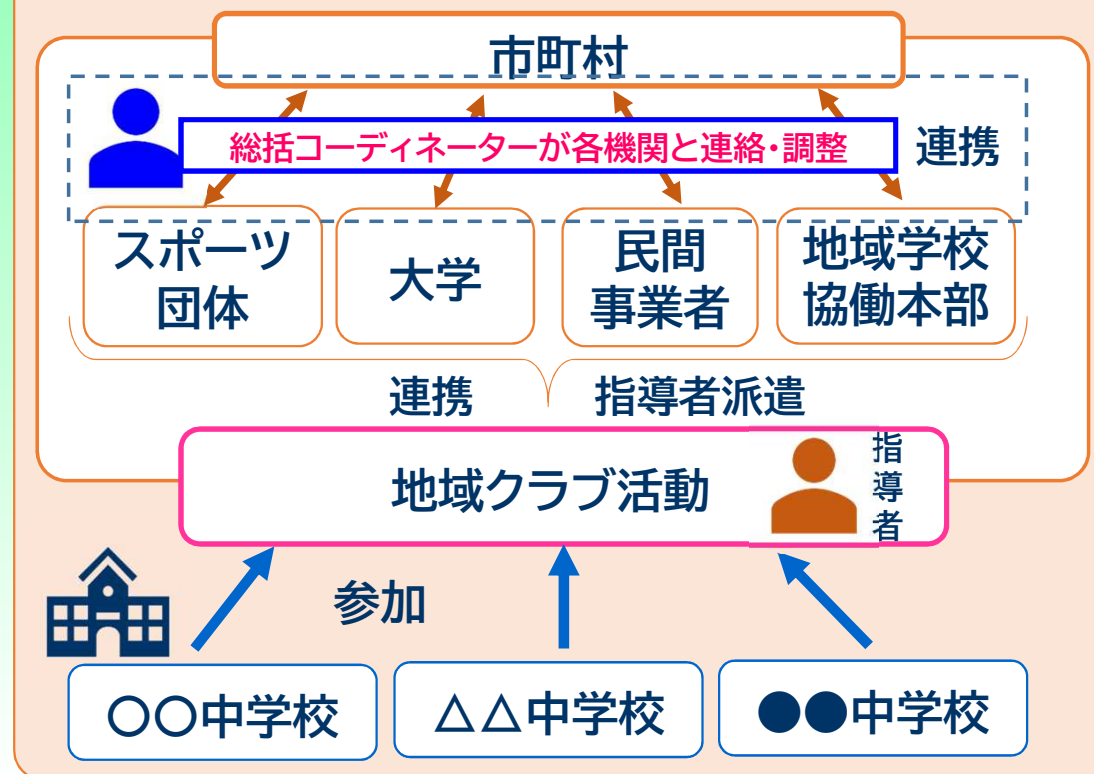 市町村
総括コーディネーターが各機関と連絡・調整
連携
スポーツ
団体
大学
民間
事業者
地域学校
協働本部
連携
指導者派遣
地域クラブ活動
指導者
参加
〇〇中学校
△△中学校
●●中学校